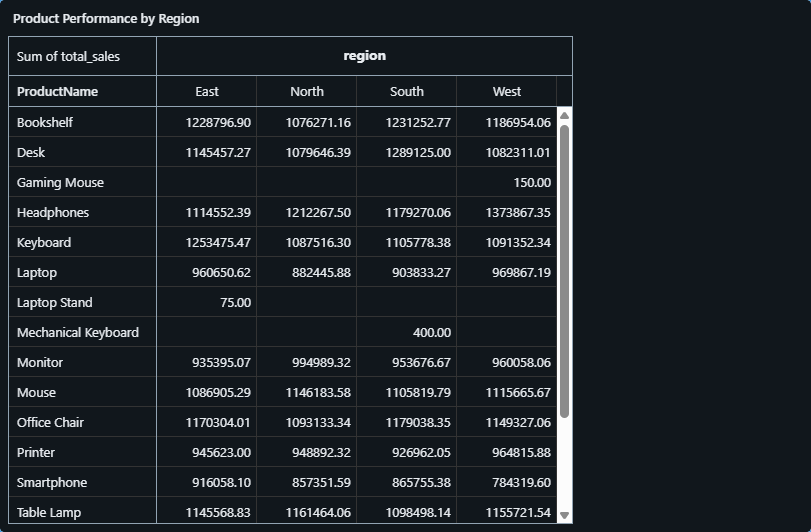 Product Performance by Region
Sum of total_sales region
ProductName East North South West
Bookshelf 1228796.90 1076271.16 1231252.77 1186954.06
Desk 1145457.27 1079646.39 1289125.00 1082311.01
Gaming Mouse 150.00
Headphones 1114552.39 1212267.50 1179270.06 1373867.35
Keyboard 1253475.47 1087516.30 1105778.38 1091352.34
Laptop 960650.62 882445.88 903833.27 969867.19
Laptop Stand 75.00
Mechanical Keyboard 400.00
Monitor 935395.07 994989.32 953676.67 960058.06
Mouse 1086905.29 1146183.58 1105819.79 1115665.67
Office Chair 1170304.01 1093133.34 1179038.35 1149327.06
Printer 945623.00 948892.32 926962.05 964815.88
Smartphone 916058.10 857351.59 865755.38 784319.60
Table Lamp 1145568.83 1161464.06 1098498.14 1155721.54